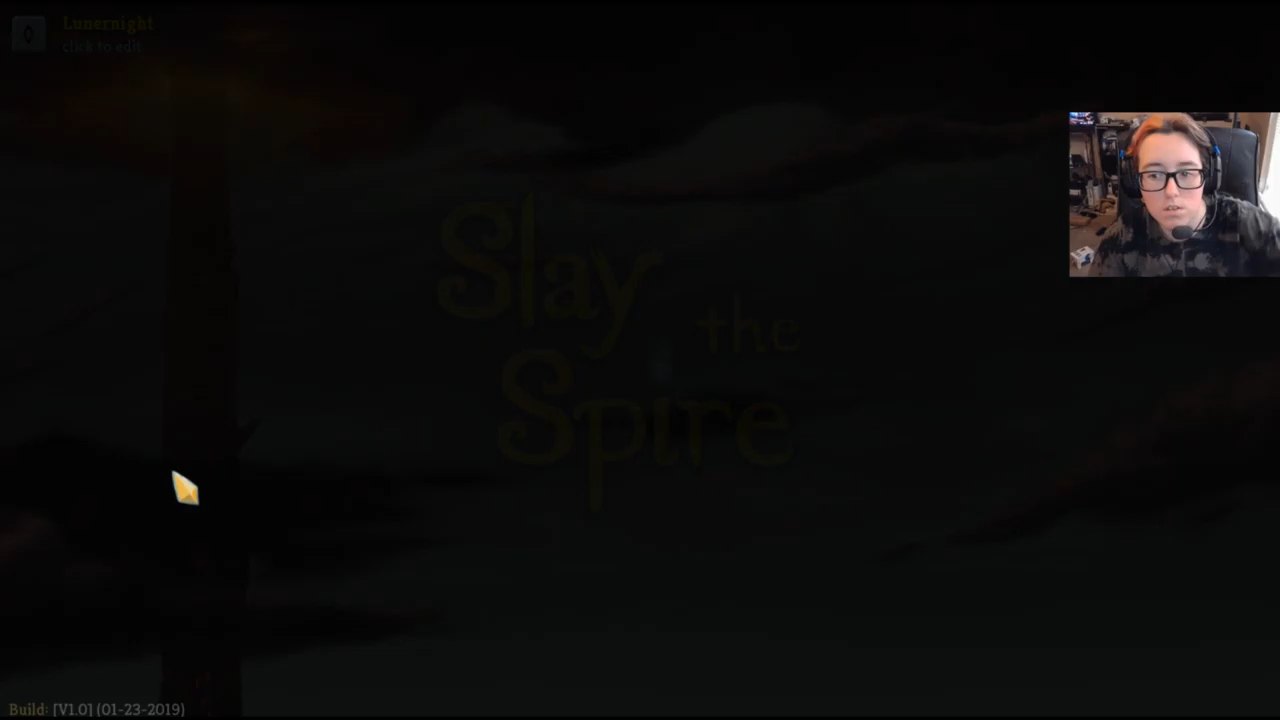 Lunernight
click to edit
Slay
the
Spire
Build: [V1.0] (01-23-2019)